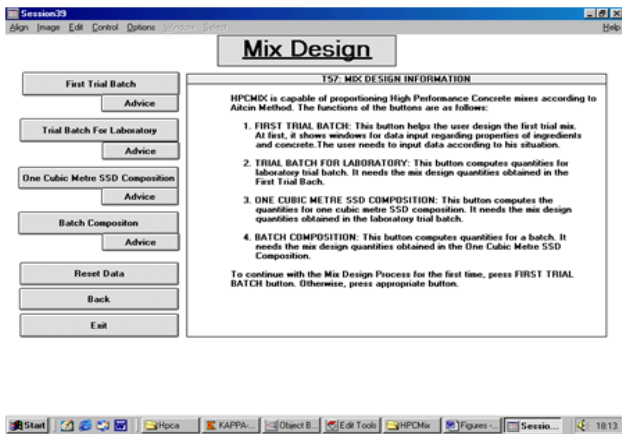 Session39
Align Image Edit Control Options Window Select Help
Mix Design
First Trial Batch
Advice
Trial Batch For Laboratory
Advice
One Cubic Metre SSD Composition
Advice
Batch Compositon
Advice
Reset Data
Back
Exit
T57: MIX DESIGN INFORMATION
HPCMIX is capable of proportioning High Performance Concrete mixes according to
Aitcin Method. The functions of the buttons are as follows:
1. FIRST TRIAL BATCH: This button helps the user design the first trial mix.
At first, it shows windows for data input regarding properties of ingredients
and concrete.The user needs to input data according to his situation.
2. TRIAL BATCH FOR LABORATORY: This button computes quantities for
laboratory trial batch. It needs the mix design quantities obtained in the
First Trial Bach.
3. ONE CUBIC METRE SSD COMPOSITION: This button computes the
quantities for one cubic metre SSD composition. It needs the mix design
quantities obtained in the laboratory trial batch.
4. BATCH COMPOSITION: This button computes quantities for a batch. It
needs the mix design quantities obtained in the One Cubic Metre SSD
Composition.
To continue with the Mix Design Process for the first time, press FIRST TRIAL
BATCH button. Otherwise, press appropriate button.
Start Hpca KAPPA-... Object B... Edit Tools HPCMix Figures -... Sessio... 18:13